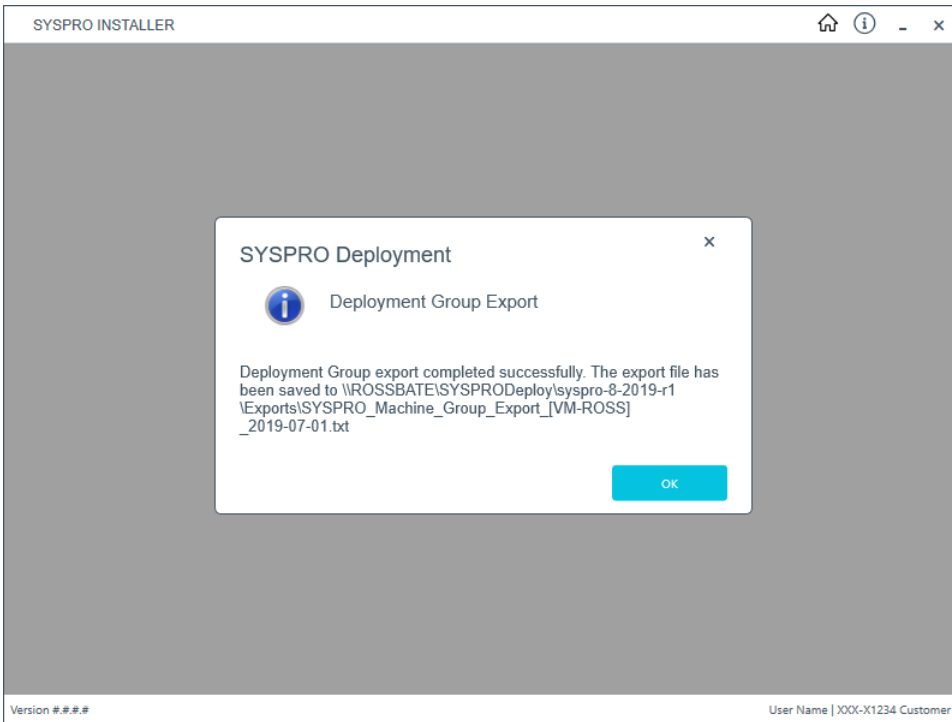 SYSPRO INSTALLER
SYSPRO Deployment
Deployment Group Export
Deployment Group export completed successfully. The export file has
been saved to \\ROSSBATE\SYSPRODeploy\syspro-8-2019-r1
\Exports\SYSPRO_Machine_Group_Export_[VM-ROSS]
_2019-07-01.txt
OK
Version #.#.#.#
User Name | XXX-X1234 Customer